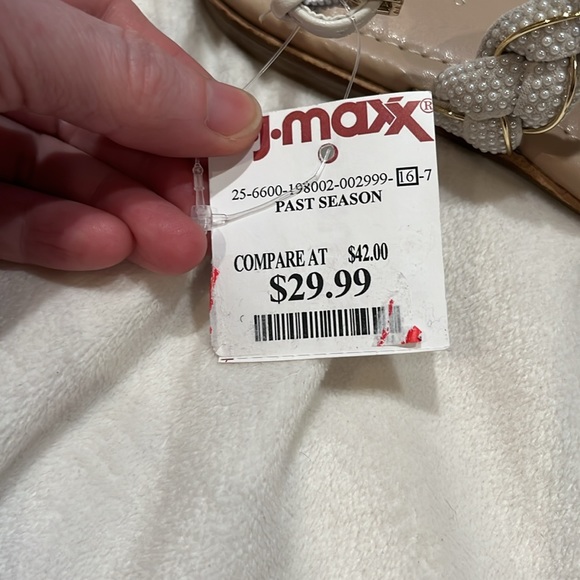 j·maxx®
25-6600-198002-002999-16-7
PAST SEASON
COMPARE AT $42.00
$29.99